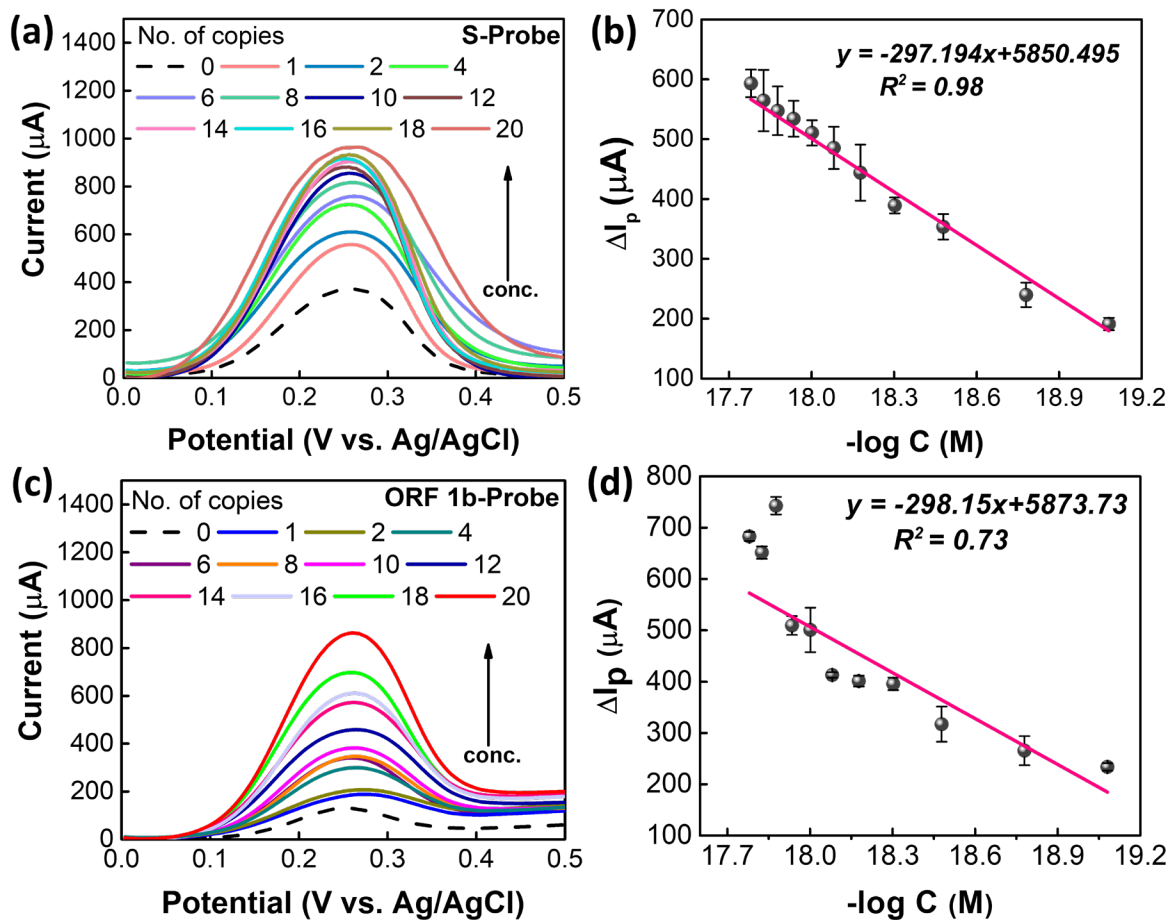 (a)
No. of copies S-Probe
0 1 2 4
6 8 10 12
14 16 18 20
conc.
1400
1200
1000
800
600
400
200
0
Current (µA)
0.0 0.1 0.2 0.3 0.4 0.5
Potential (V vs. Ag/AgCl)
(b)
y = -297.194x+5850.495
R² = 0.98
700
600
500
400
300
200
100
ΔIₚ (µA)
17.7 18.0 18.3 18.6 18.9 19.2
-log C (M)
(c)
No. of copies ORF 1b-Probe
0 1 2 4
6 8 10 12
14 16 18 20
conc.
1400
1200
1000
800
600
400
200
0
Current (µA)
0.0 0.1 0.2 0.3 0.4 0.5
Potential (V vs. Ag/AgCl)
(d)
y = -298.15x+5873.73
R² = 0.73
800
700
600
500
400
300
200
100
ΔIp (µA)
17.7 18.0 18.3 18.6 18.9 19.2
-log C (M)